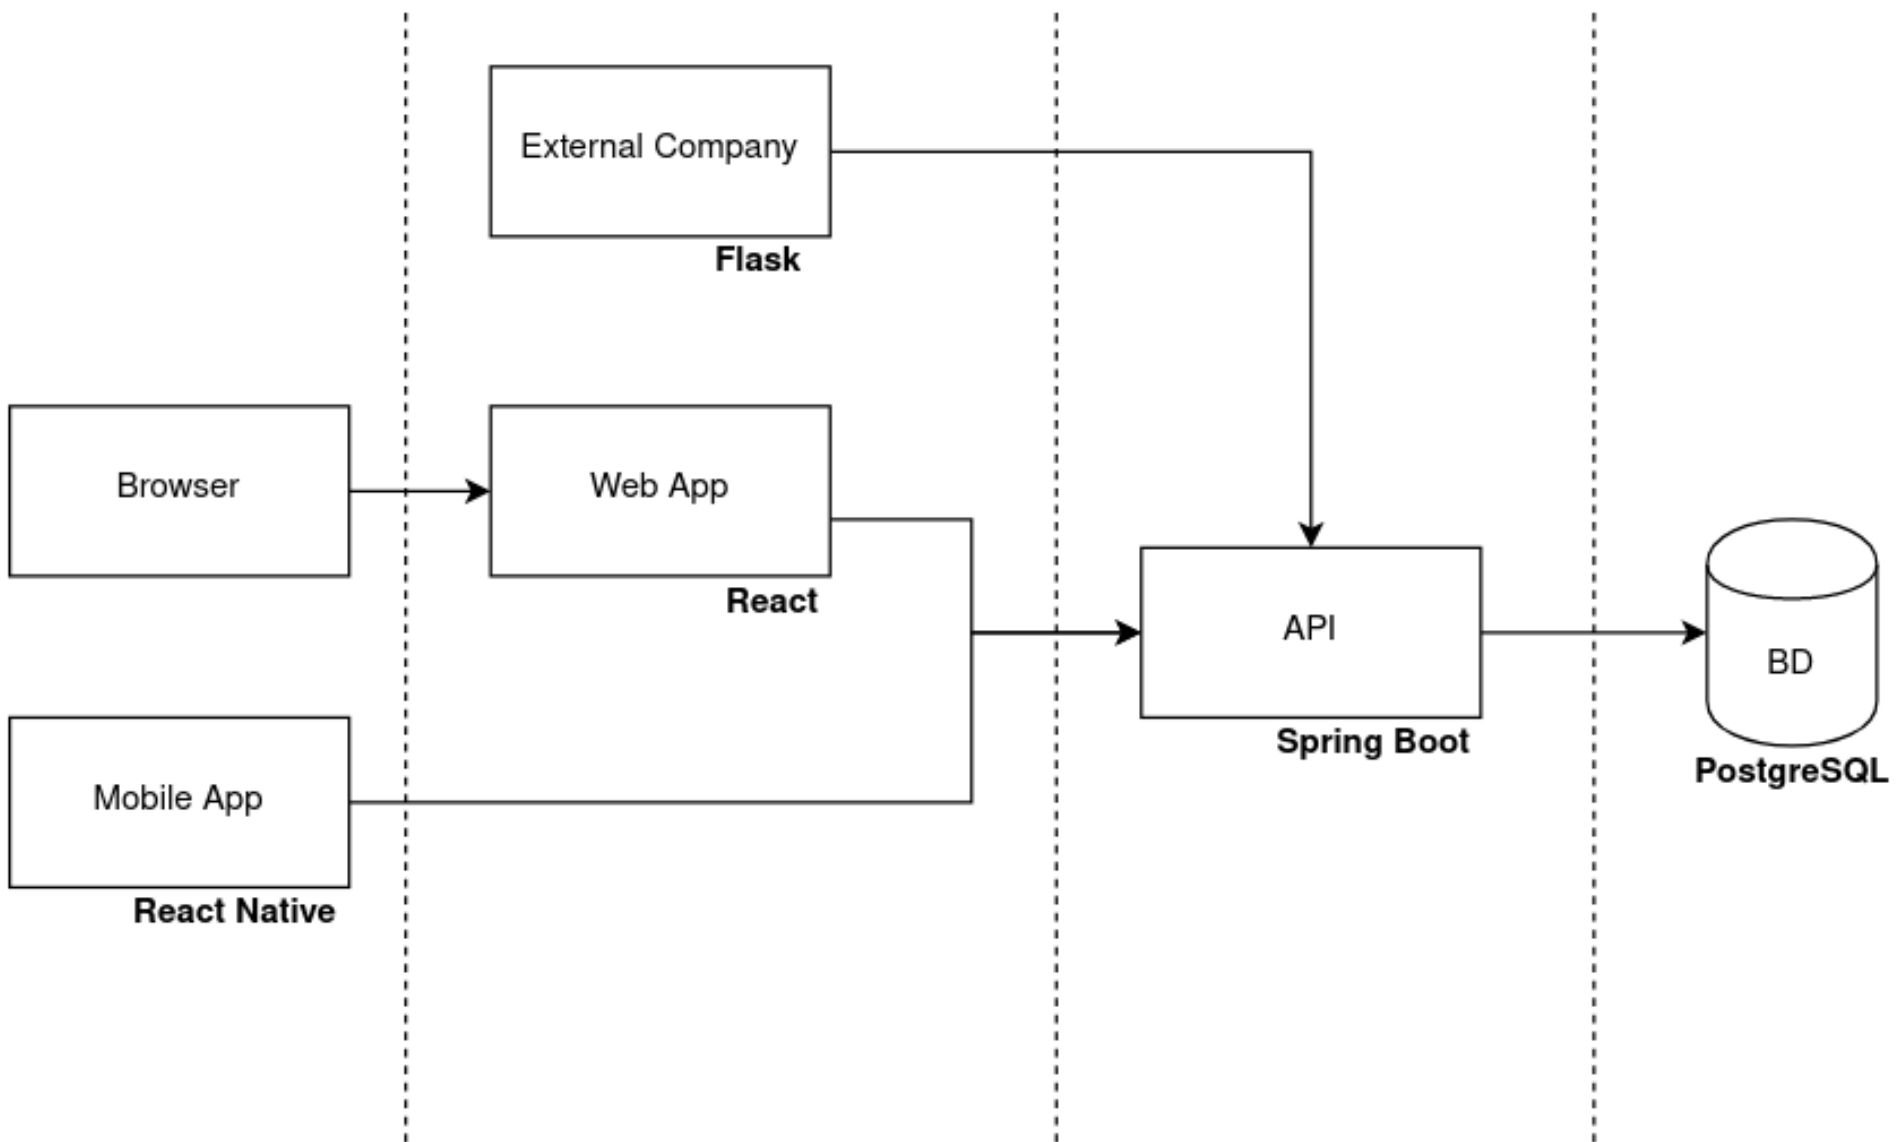 External Company
Flask
Browser
Web App
React
API
Spring Boot
BD
PostgreSQL
Mobile App
React Native